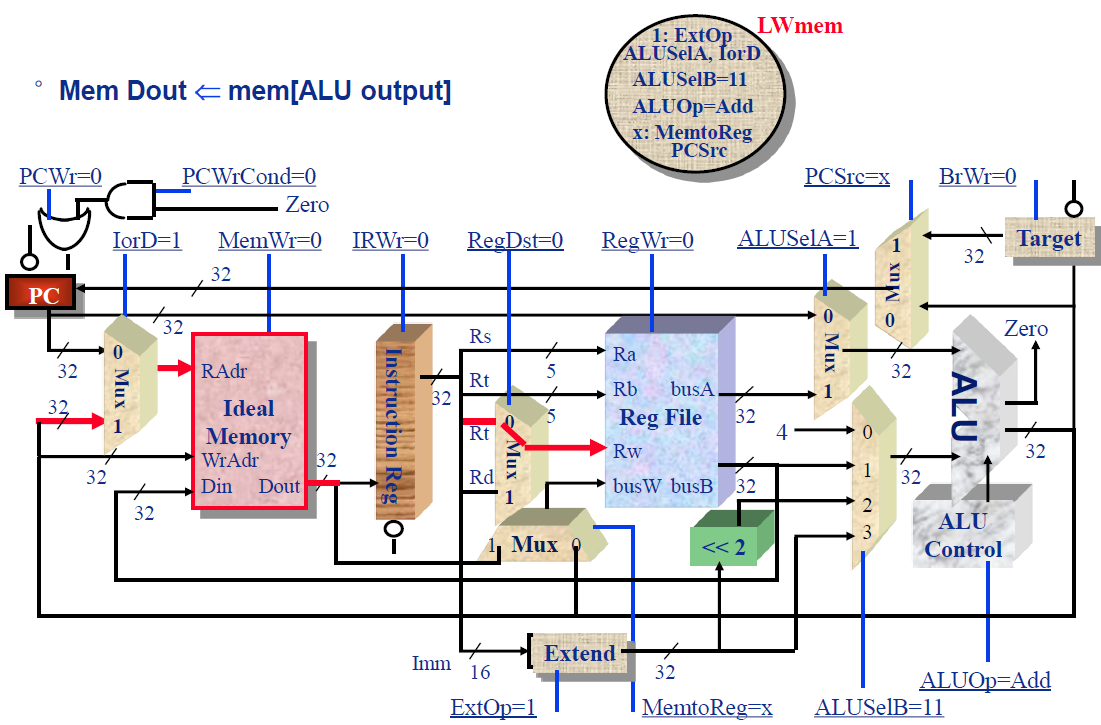 LWmem
1: ExtOp
ALUSelA, IorD
ALUSelB=11
ALUOp=Add
x: MemtoReg
PCSrc
° Mem Dout ⇐ mem[ALU output]
PCWr=0
PCWrCond=0
Zero
PCSrc=x
BrWr=0
IorD=1
MemWr=0
IRWr=0
RegDst=0
RegWr=0
ALUSelA=1
Target
32
1
Mux
0
PC
32
32
32
0
Mux
1
32
32
RAdr
Ideal
Memory
WrAdr
Din
Dout
32
32
Instruction Reg
32
Rs
Rt
Rt
Rd
5
5
0
Mux
1
Ra
Rb
busA
Reg File
Rw
busW
busB
32
32
0
Mux
1
32
4
0
1
2
3
32
ALU
Zero
32
ALU
Control
1
Mux
0
<< 2
Imm
16
Extend
32
ExtOp=1
MemtoReg=x
ALUSelB=11
ALUOp=Add